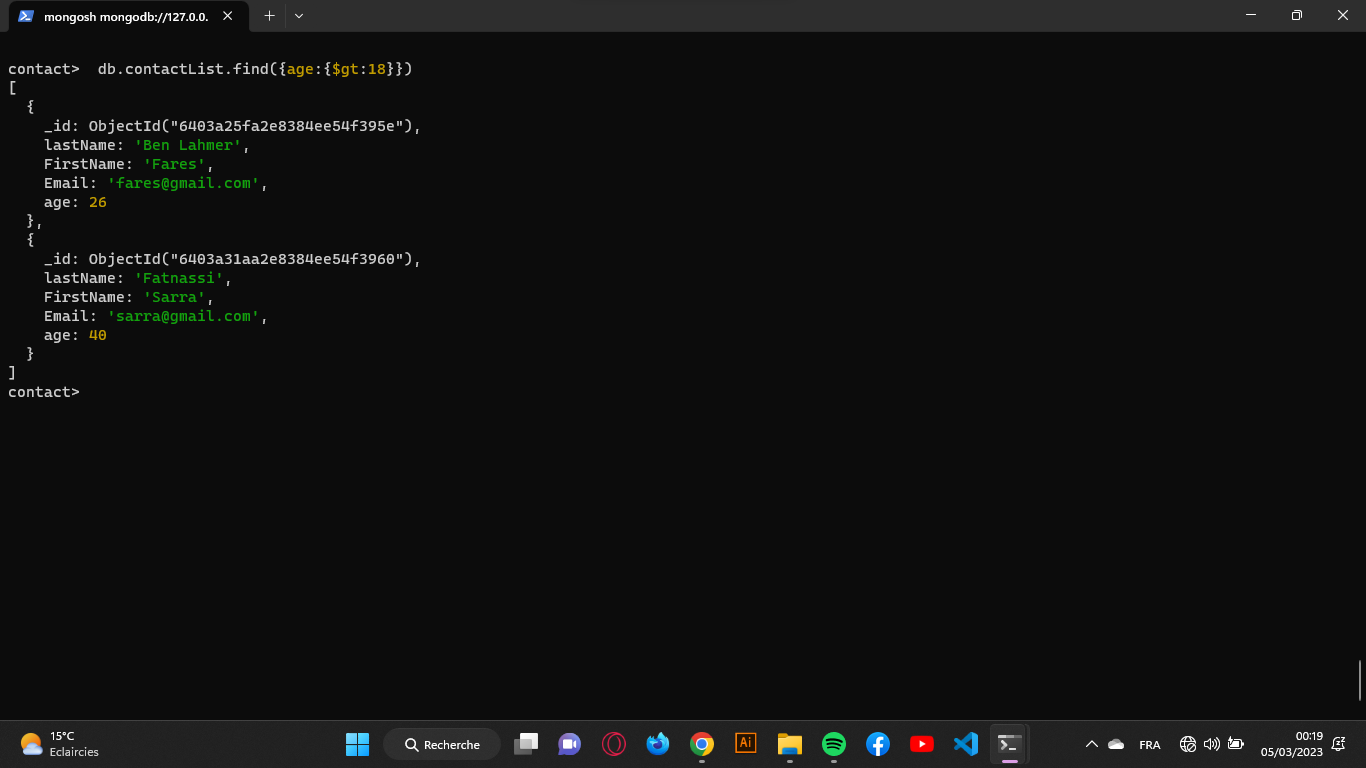 mongosh mongodb://127.0.0.
contact>  db.contactList.find({age:{$gt:18}})
[
  {
    _id: ObjectId("6403a25fa2e8384ee54f395e"),
    lastName: 'Ben Lahmer',
    FirstName: 'Fares',
    Email: 'fares@gmail.com',
    age: 26
  },
  {
    _id: ObjectId("6403a31aa2e8384ee54f3960"),
    lastName: 'Fatnassi',
    FirstName: 'Sarra',
    Email: 'sarra@gmail.com',
    age: 40
  }
]
contact>
15°C
Eclaircies
Recherche
Ai
FRA
00:19
05/03/2023